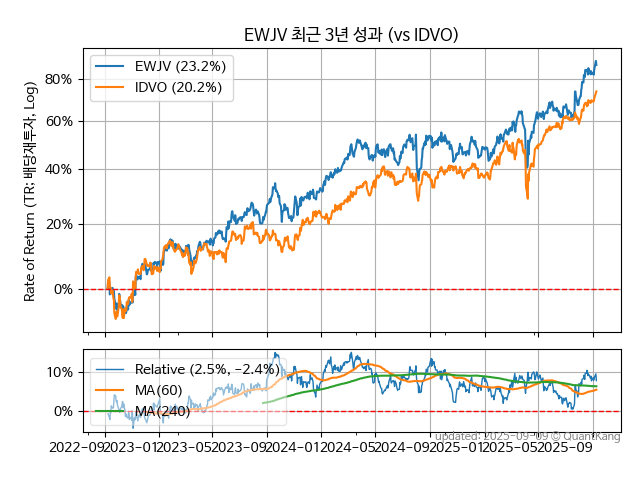 EWJV 최근 3년 성과 (vs IDVO)
EWJV (23.2%)
IDVO (20.2%)
Rate of Return (TR: 배당재투자, Log)
80%
60%
40%
20%
0%
Relative (2.5%, −2.4%)
MA(60)
MA(240)
10%
0%
2022-09
2023-01
2023-05
2023-09
2024-01
2024-05
2024-09
2025-01
2025-05
2025-09
updated: 2025-09-09 © QuantKang